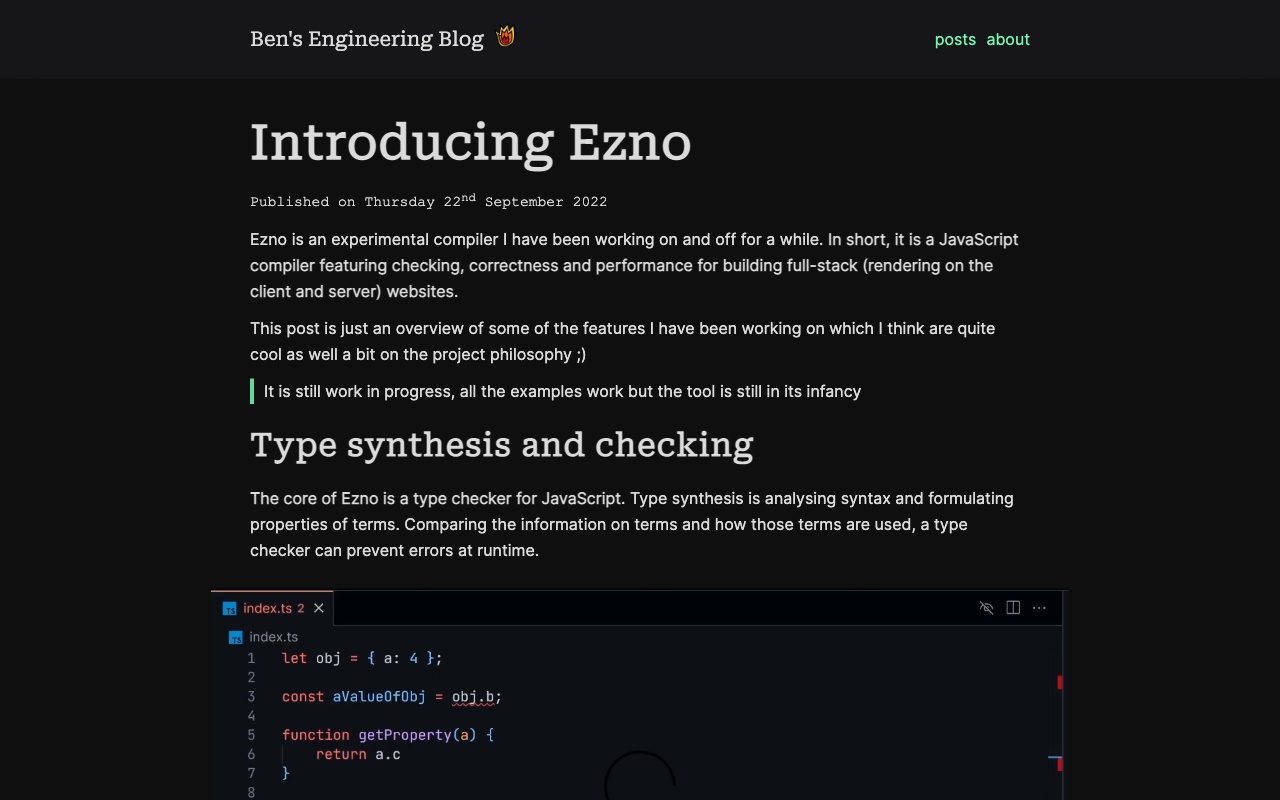 Ben's Engineering Blog
posts about
Introducing Ezno
Published on Thursday 22nd September 2022
Ezno is an experimental compiler I have been working on and off for a while. In short, it is a JavaScript
compiler featuring checking, correctness and performance for building full-stack (rendering on the
client and server) websites.
This post is just an overview of some of the features I have been working on which I think are quite
cool as well a bit on the project philosophy ;)
It is still work in progress, all the examples work but the tool is still in its infancy
Type synthesis and checking
The core of Ezno is a type checker for JavaScript. Type synthesis is analysing syntax and formulating
properties of terms. Comparing the information on terms and how those terms are used, a type
checker can prevent errors at runtime.
TS index.ts 2
TS index.ts
1 let obj = { a: 4 };
2
3 const aValueOfObj = obj.b;
4
5 function getProperty(a) {
6 return a.c
7 }
8